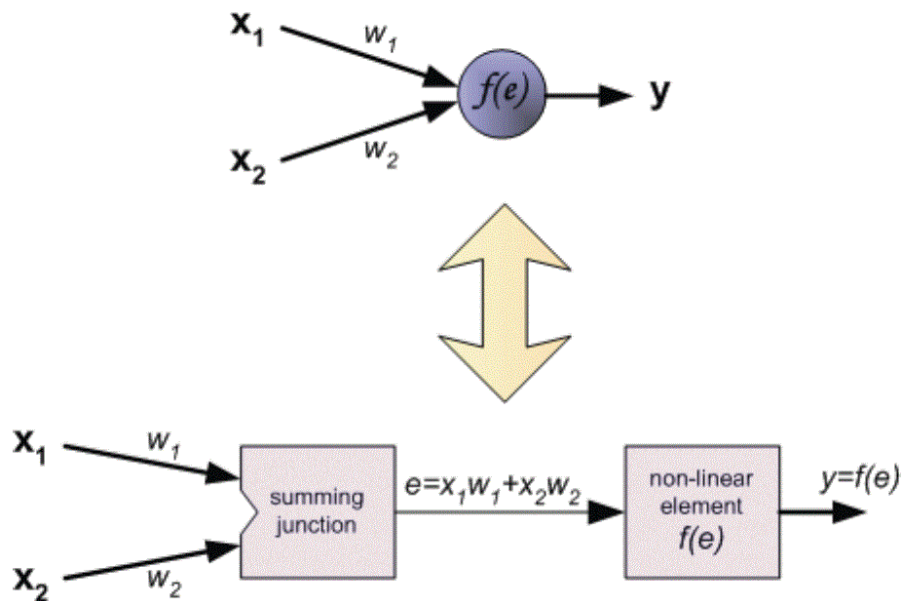 x1
w1
f(e)
y
x2
w2
x1
w1
summing
junction
e=x1w1+x2w2
non-linear
element
f(e)
y=f(e)
x2
w2